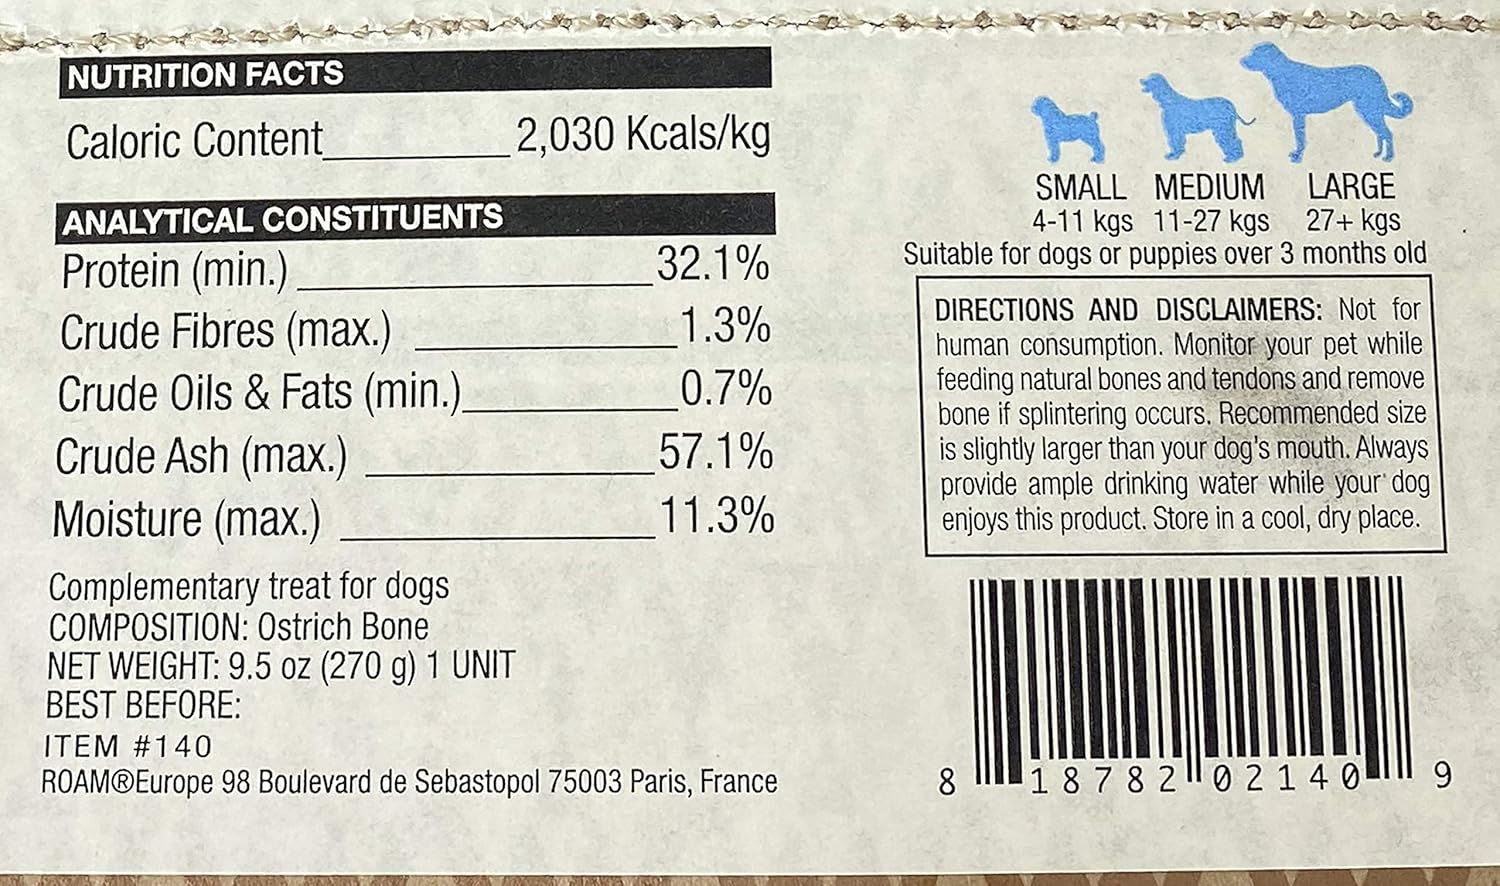 NUTRITION FACTS
Caloric Content 2,030 Kcals/kg
ANALYTICAL CONSTITUENTS
Protein (min.) 32.1%
Crude Fibres (max.) 1.3%
Crude Oils & Fats (min.) 0.7%
Crude Ash (max.) 57.1%
Moisture (max.) 11.3%
Complementary treat for dogs
COMPOSITION: Ostrich Bone
NET WEIGHT: 9.5 oz (270 g) 1 UNIT
BEST BEFORE:
ITEM #140
ROAM®Europe 98 Boulevard de Sebastopol 75003 Paris, France
SMALL MEDIUM LARGE
4-11 kgs 11-27 kgs 27+ kgs
Suitable for dogs or puppies over 3 months old
DIRECTIONS AND DISCLAIMERS: Not for
human consumption. Monitor your pet while
feeding natural bones and tendons and remove
bone if splintering occurs. Recommended size
is slightly larger than your dog's mouth. Always
provide ample drinking water while your dog
enjoys this product. Store in a cool, dry place.
8 18782 02140 9